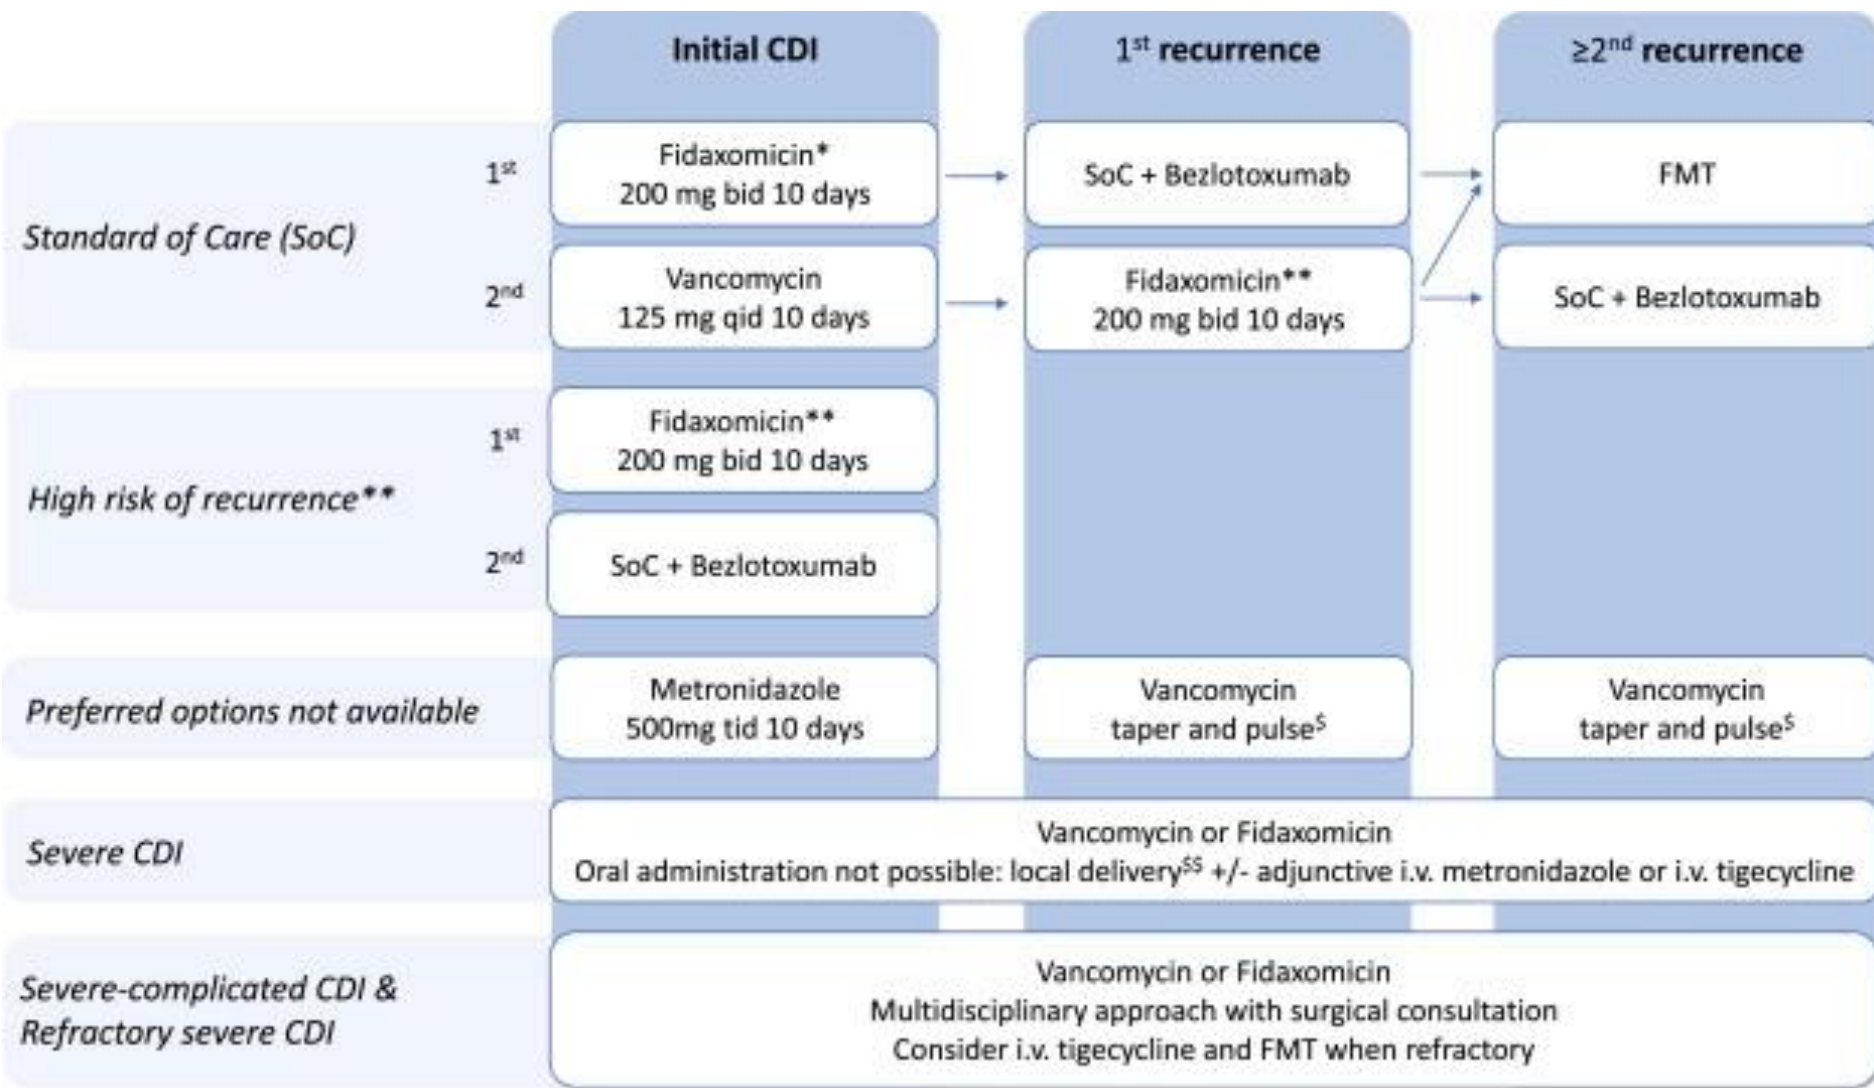 Initial CDI
1st recurrence
≥2nd recurrence
Standard of Care (SoC)
1st
Fidaxomicin*
200 mg bid 10 days
SoC + Bezlotoxumab
FMT
2nd
Vancomycin
125 mg qid 10 days
Fidaxomicin**
200 mg bid 10 days
SoC + Bezlotoxumab
High risk of recurrence**
1st
Fidaxomicin**
200 mg bid 10 days
2nd
SoC + Bezlotoxumab
Preferred options not available
Metronidazole
500mg tid 10 days
Vancomycin
taper and pulse$
Vancomycin
taper and pulse$
Severe CDI
Vancomycin or Fidaxomicin
Oral administration not possible: local delivery$$ +/- adjunctive i.v. metronidazole or i.v. tigecycline
Severe-complicated CDI &
Refractory severe CDI
Vancomycin or Fidaxomicin
Multidisciplinary approach with surgical consultation
Consider i.v. tigecycline and FMT when refractory